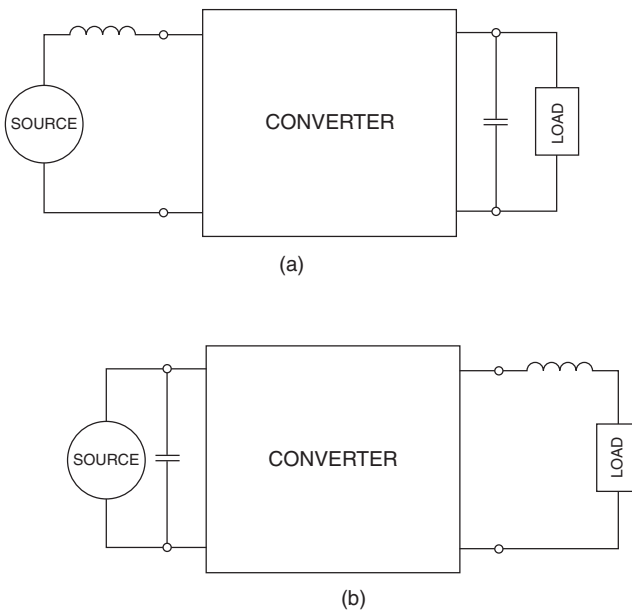 SOURCE
CONVERTER
LOAD
(a)
SOURCE
CONVERTER
LOAD
(b)